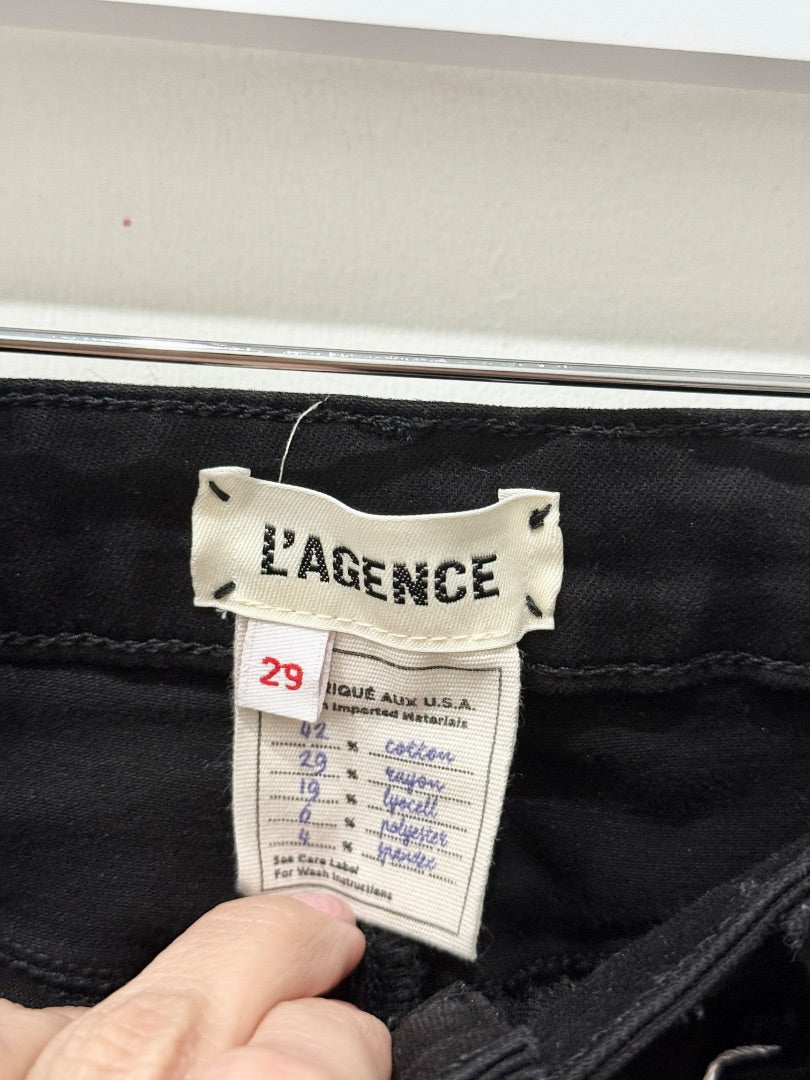 L'AGENCE
29
RIQUÉ AUX U.S.A.
Imported Materials
42 % cotton
29 % rayon
19 % lyocell
6 % polyester
4 % spandex
See Care Label
For Wash Instructions